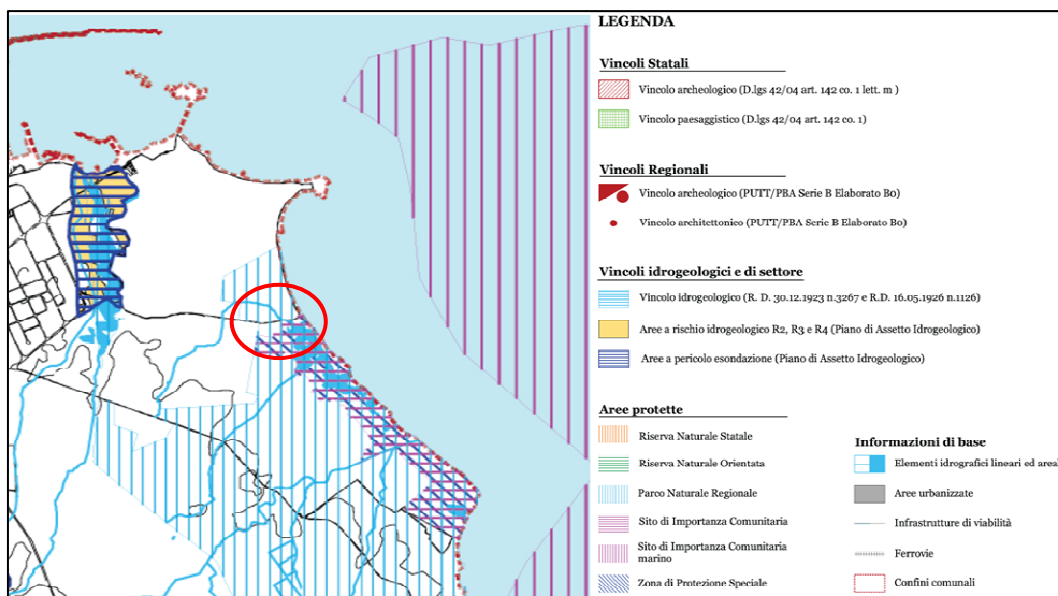 LEGENDA
Vincoli Statali
Vincolo archeologico (D.lgs 42/04 art. 142 co. 1 lett. m )
Vincolo paesaggistico (D.lgs 42/04 art. 142 co. 1)
Vincoli Regionali
Vincolo archeologico (PUTT/PBA Serie B Elaborato B0)
Vincolo architettonico (PUTT/PBA Serie B Elaborato B0)
Vincoli idrogeologici e di settore
Vincolo idrogeologico (R. D. 30.12.1923 n.3267 e R.D. 16.05.1926 n.1126)
Aree a rischio idrogeologico R2, R3 e R4 (Piano di Assetto Idrogeologico)
Aree a pericolo esondazione (Piano di Assetto Idrogeologico)
Aree protette
Riserva Naturale Statale
Riserva Naturale Orientata
Parco Naturale Regionale
Sito di Importanza Comunitaria
Sito di Importanza Comunitaria
marino
Zona di Protezione Speciale
Informazioni di base
Elementi idrografici lineari ed areal
Aree urbanizzate
Infrastrutture di viabilità
Ferrovie
Confini comunali